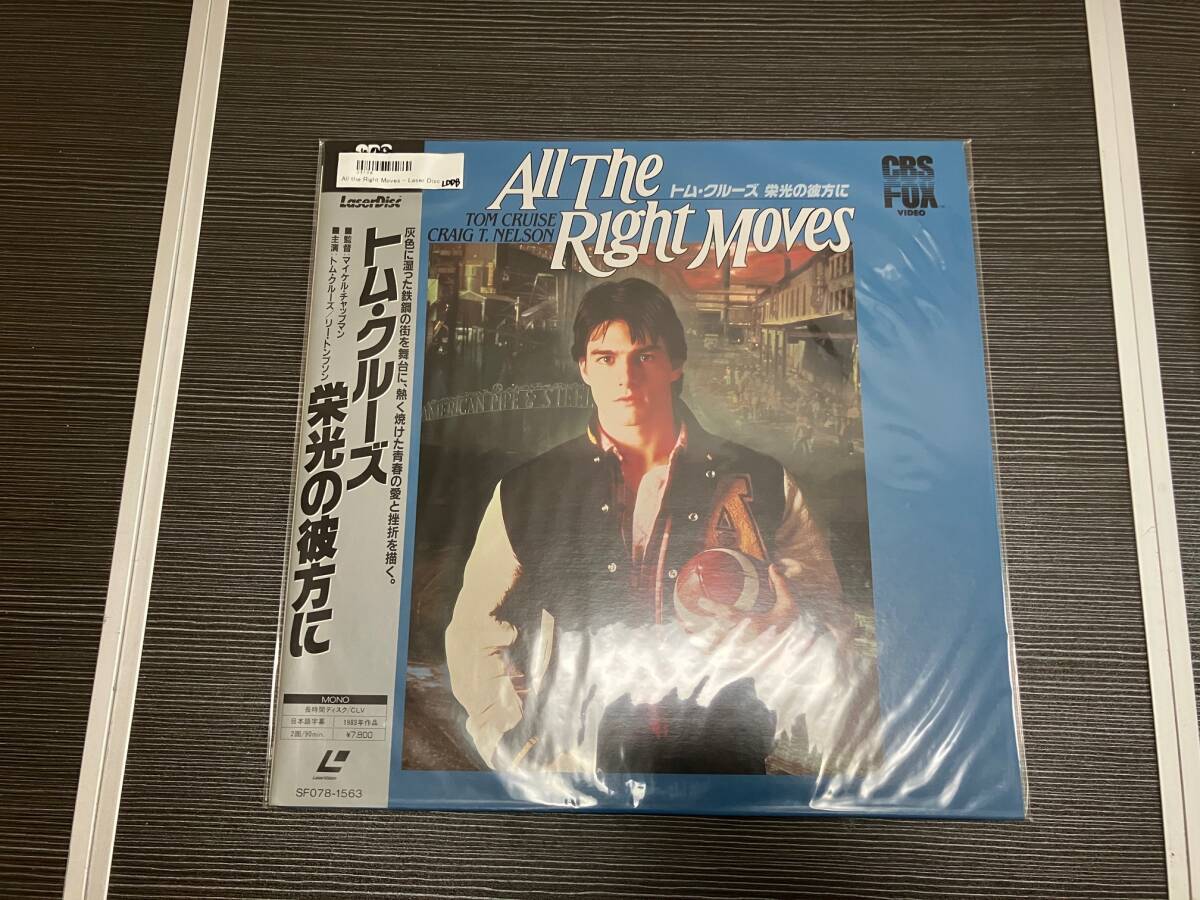 All the Right Moves - Laser Disc
LDDB
LaserDisc
灰色に湿った鉄鋼の街を舞台に、熱く焼けた青春の愛と挫折を描く。
トム・クルーズ
栄光の彼方に
■監督:マイケル・チャップマン
■主演:トム・クルーズ/リー・トンプソン
MONO
長時間ディスク/CLV
日本語字幕
1983年作品
2面/90min.
¥7,800
LaserVision
SF078-1563
All The
Right Moves
トム・クルーズ 栄光の彼方に
TOM CRUISE
CRAIG T. NELSON
CBS
FOX
VIDEO
AMERICAN PIPE & STEEL
A